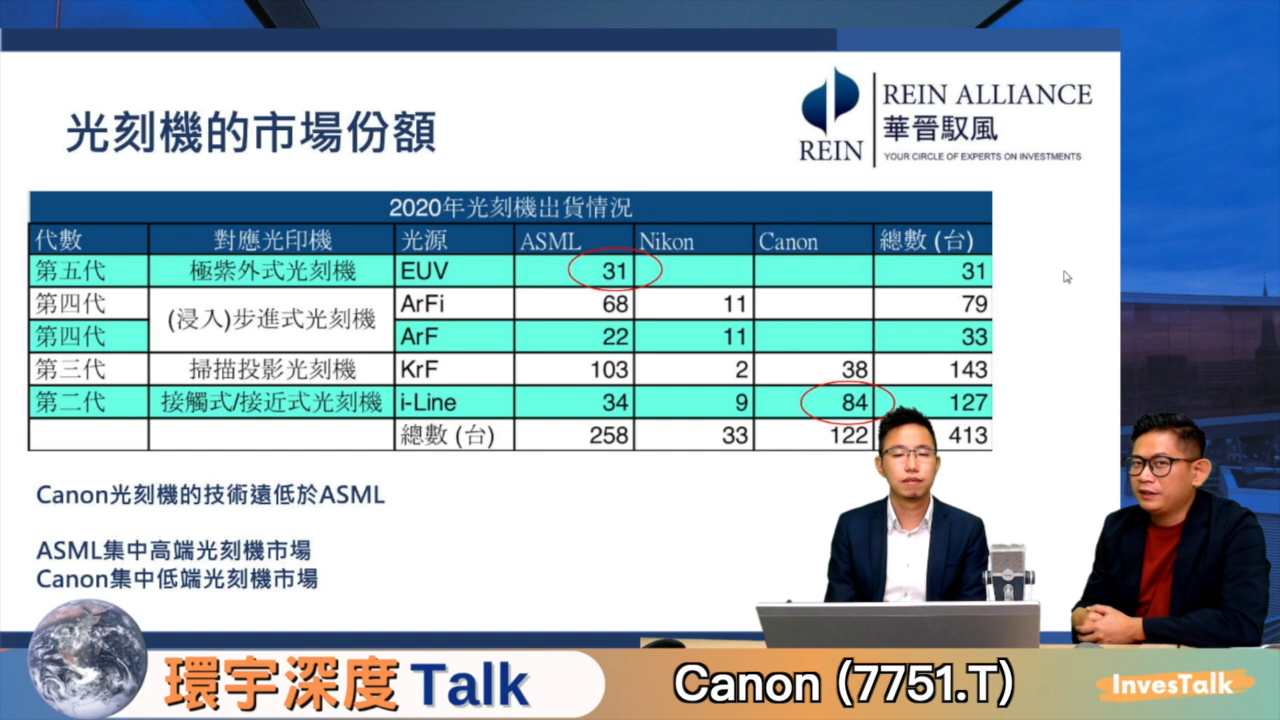 光刻機的市場份額
REIN
REIN ALLIANCE
華晉馭風
YOUR CIRCLE OF EXPERTS ON INVESTMENTS
2020年光刻機出貨情況
代數 對應光印機 光源 ASML Nikon Canon 總數 (台)
第五代 極紫外式光刻機 EUV 31 31
第四代 (浸入)步進式光刻機 ArFi 68 11 79
第四代 ArF 22 11 33
第三代 掃描投影光刻機 KrF 103 2 38 143
第二代 接觸式/接近式光刻機 i-Line 34 9 84 127
總數 (台) 258 33 122 413
Canon光刻機的技術遠低於ASML
ASML集中高端光刻機市場
Canon集中低端光刻機市場
環宇深度 Talk
Canon (7751.T)
InvesTalk